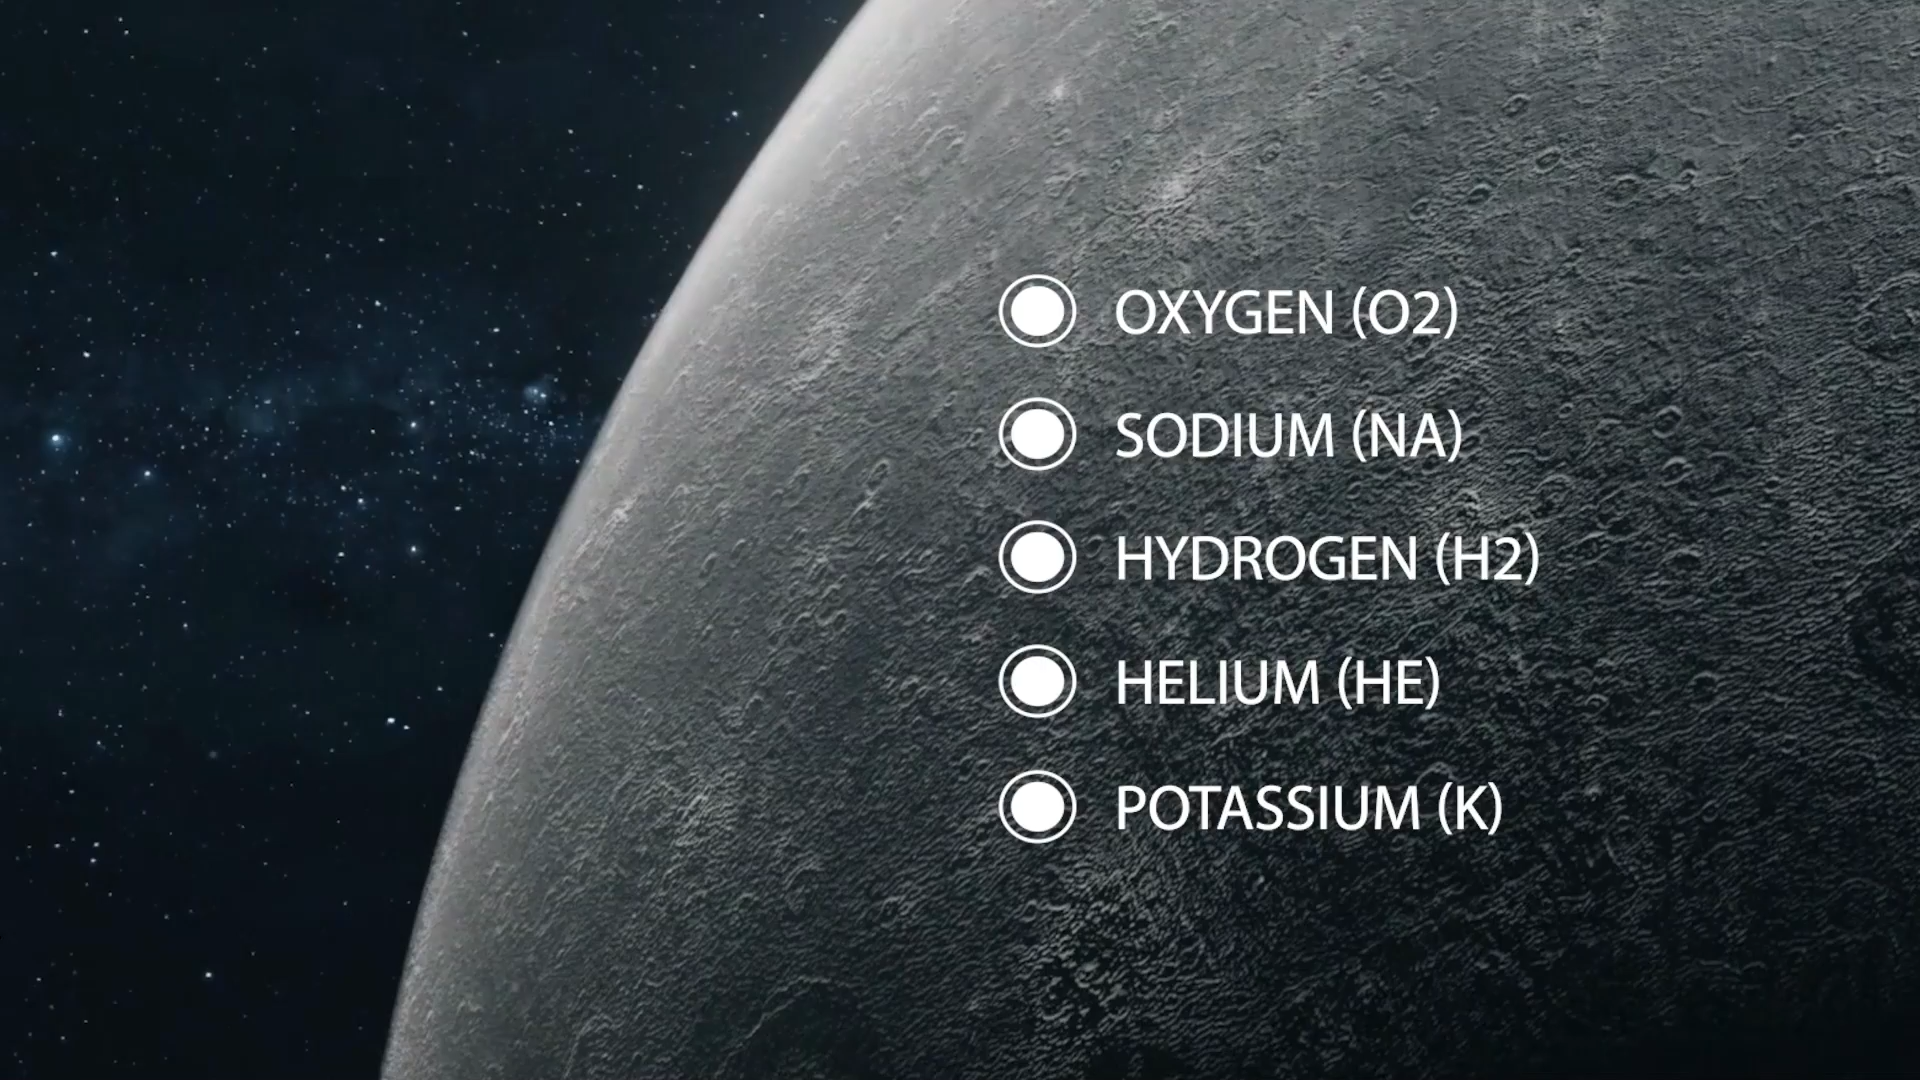 OXYGEN (O2)
SODIUM (NA)
HYDROGEN (H2)
HELIUM (HE)
POTASSIUM (K)